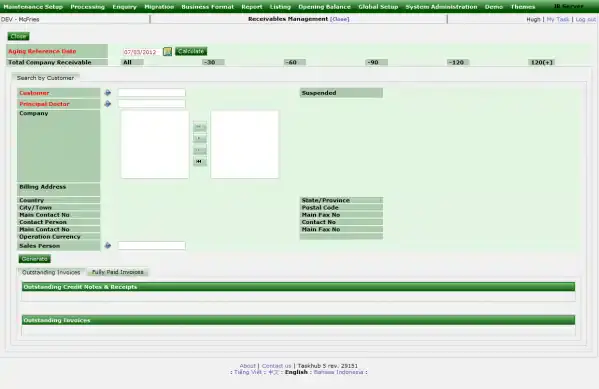 Maintenance Setup Processing Enquiry Migration Business Format Report Listing Opening Balance Global Setup System Administration Demo Themes IR Server
DEV - McFries Receivables Management [Close] Hugh | My Task | Log out
Close
Aging Reference Date 07/03/2012 Calculate
Total Company Receivable All -30 -60 -90 -120 120(+)
Search by Customer
Customer Suspended
Principal Doctor
Company
Billing Address
Country State/Province
City/Town Postal Code
Main Contact No Main Fax No
Contact Person Contact No
Main Contact No Main Fax No
Operation Currency
Sales Person
Generate
Outstanding Invoices Fully Paid Invoices
Outstanding Credit Notes & Receipts
Outstanding Invoices
About | Contact us | Taskhub 5 rev. 29151
: Tiếng Việt : 中文 : English : Bahasa Indonesia :